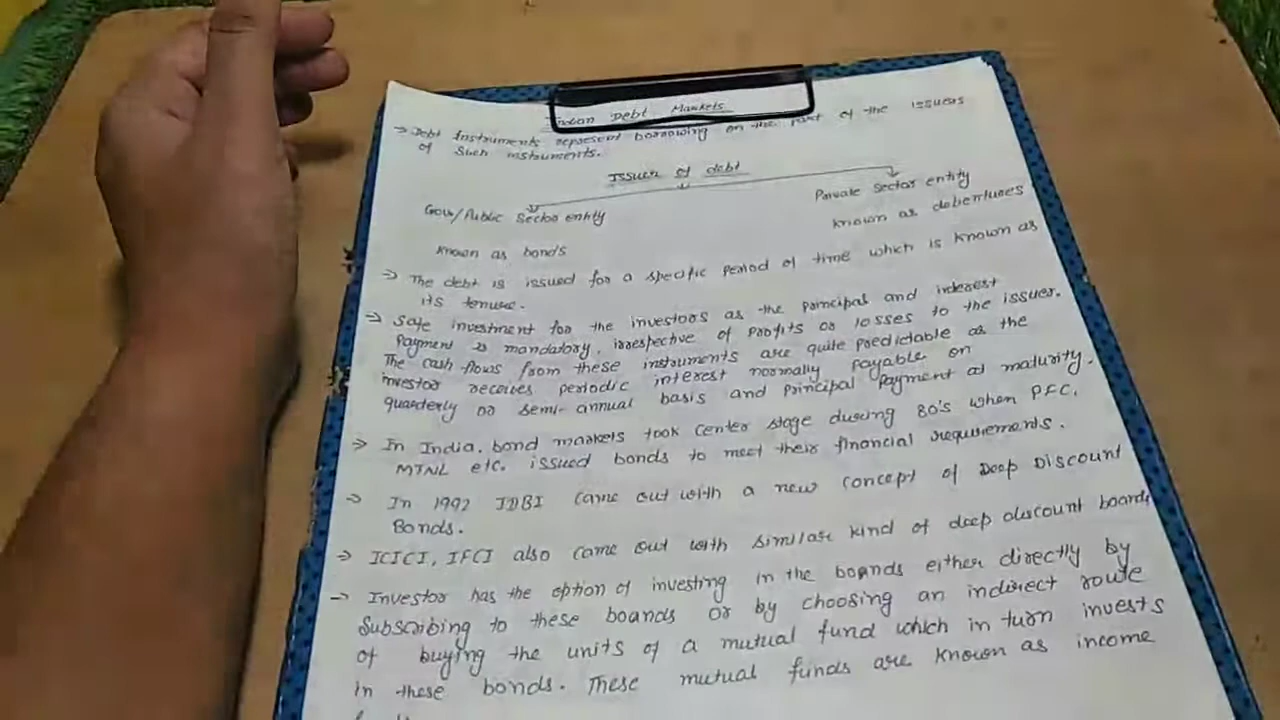 Debt Markets
→ Debt Instruments represent borrowing on the part of the issuers
of such instruments.
Issuer of debt
Gov/Public Sector entity
Private Sector entity
Known as bonds
known as debentures
→ The debt is issued for a specific period of time which is known as
its tenure.
→ Safe investment for the investors as the principal and interest
Payment is mandatory, irrespective of profits or losses to the issuer.
The cash flows from these instruments are quite predictable as the
investor receives periodic interest normally payable on
quarterly or semi-annual basis and principal payment at maturity.
→ In India, bond markets took center stage during 80's when PFC,
MTNL etc. issued bonds to meet their financial requirements.
→ In 1992 IDBI came out with a new concept of Deep Discount
Bonds.
→ ICICI, IFCI also came out with similar kind of deep discount boands
→ Investor has the option of investing in the boands either directly by
subscribing to these boands or by choosing an indirect route
of buying the units of a mutual fund which in turn invests
in these bonds. These mutual funds are known as income